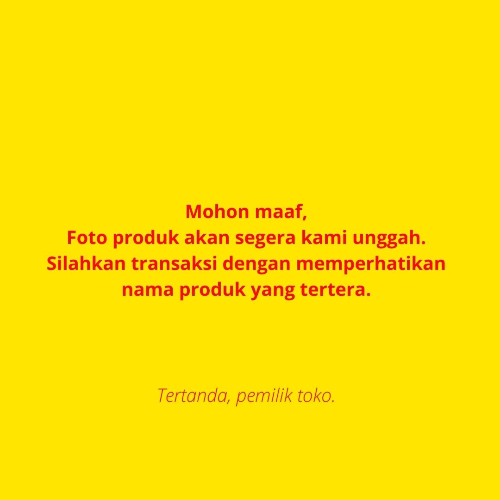 Mohon maaf,
Foto produk akan segera kami unggah.
Silahkan transaksi dengan memperhatikan
nama produk yang tertera.
Tertanda, pemilik toko.